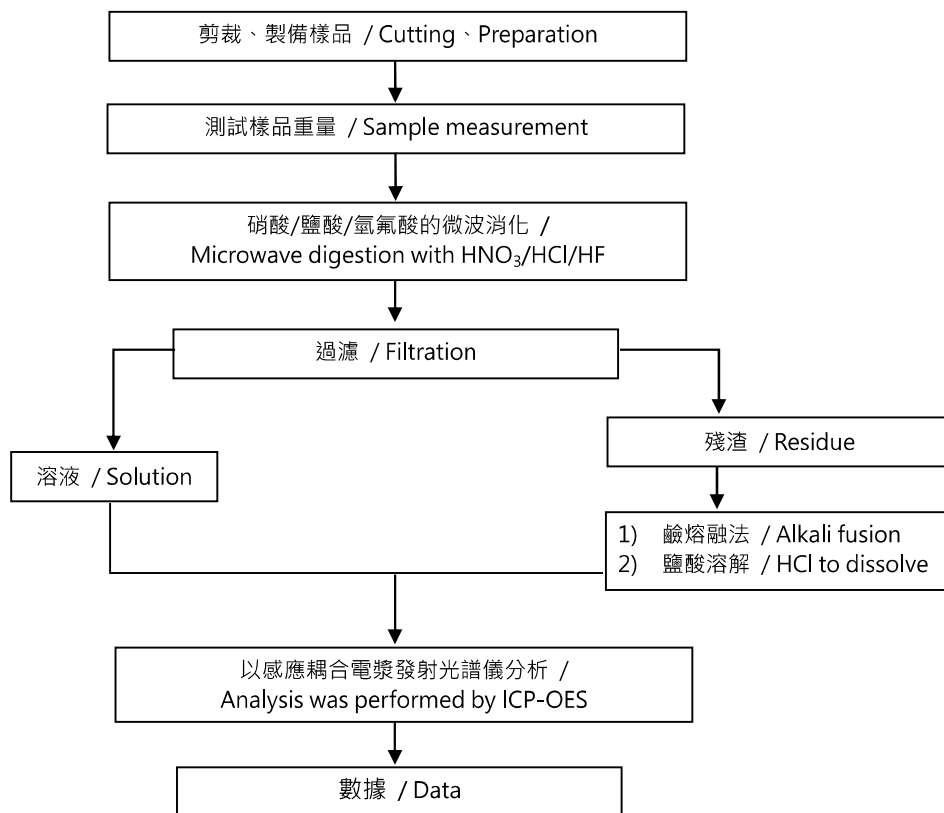 剪裁、製備樣品 / Cutting、Preparation
測試樣品重量 / Sample measurement
硝酸/鹽酸/氫氟酸的微波消化 /
Microwave digestion with HNO₃/HCl/HF
過濾 / Filtration
溶液 / Solution
殘渣 / Residue
1) 鹼熔融法 / Alkali fusion
2) 鹽酸溶解 / HCl to dissolve
以感應耦合電漿發射光譜儀分析 /
Analysis was performed by ICP-OES
數據 / Data